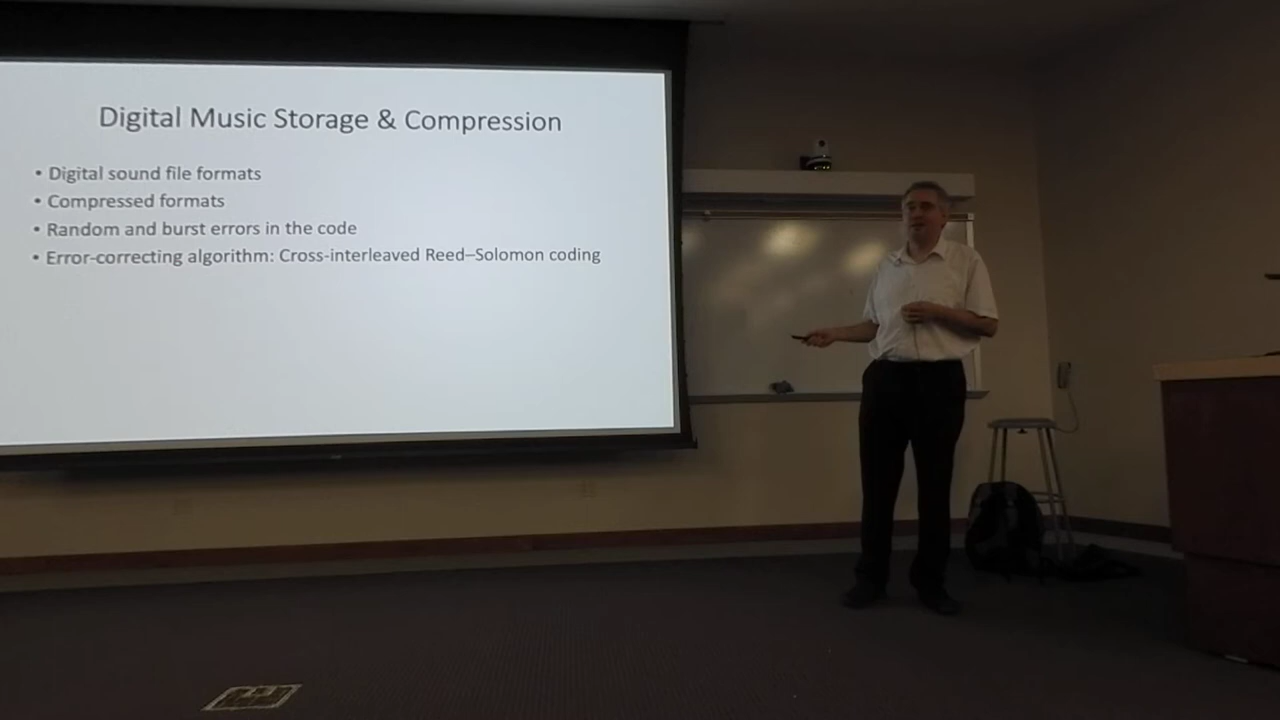 Digital Music Storage & Compression
• Digital sound file formats
• Compressed formats
• Random and burst errors in the code
• Error-correcting algorithm: Cross-interleaved Reed–Solomon coding